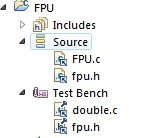 FPU
Includes
Source
FPU.c
fpu.h
Test Bench
double.c
fpu.h